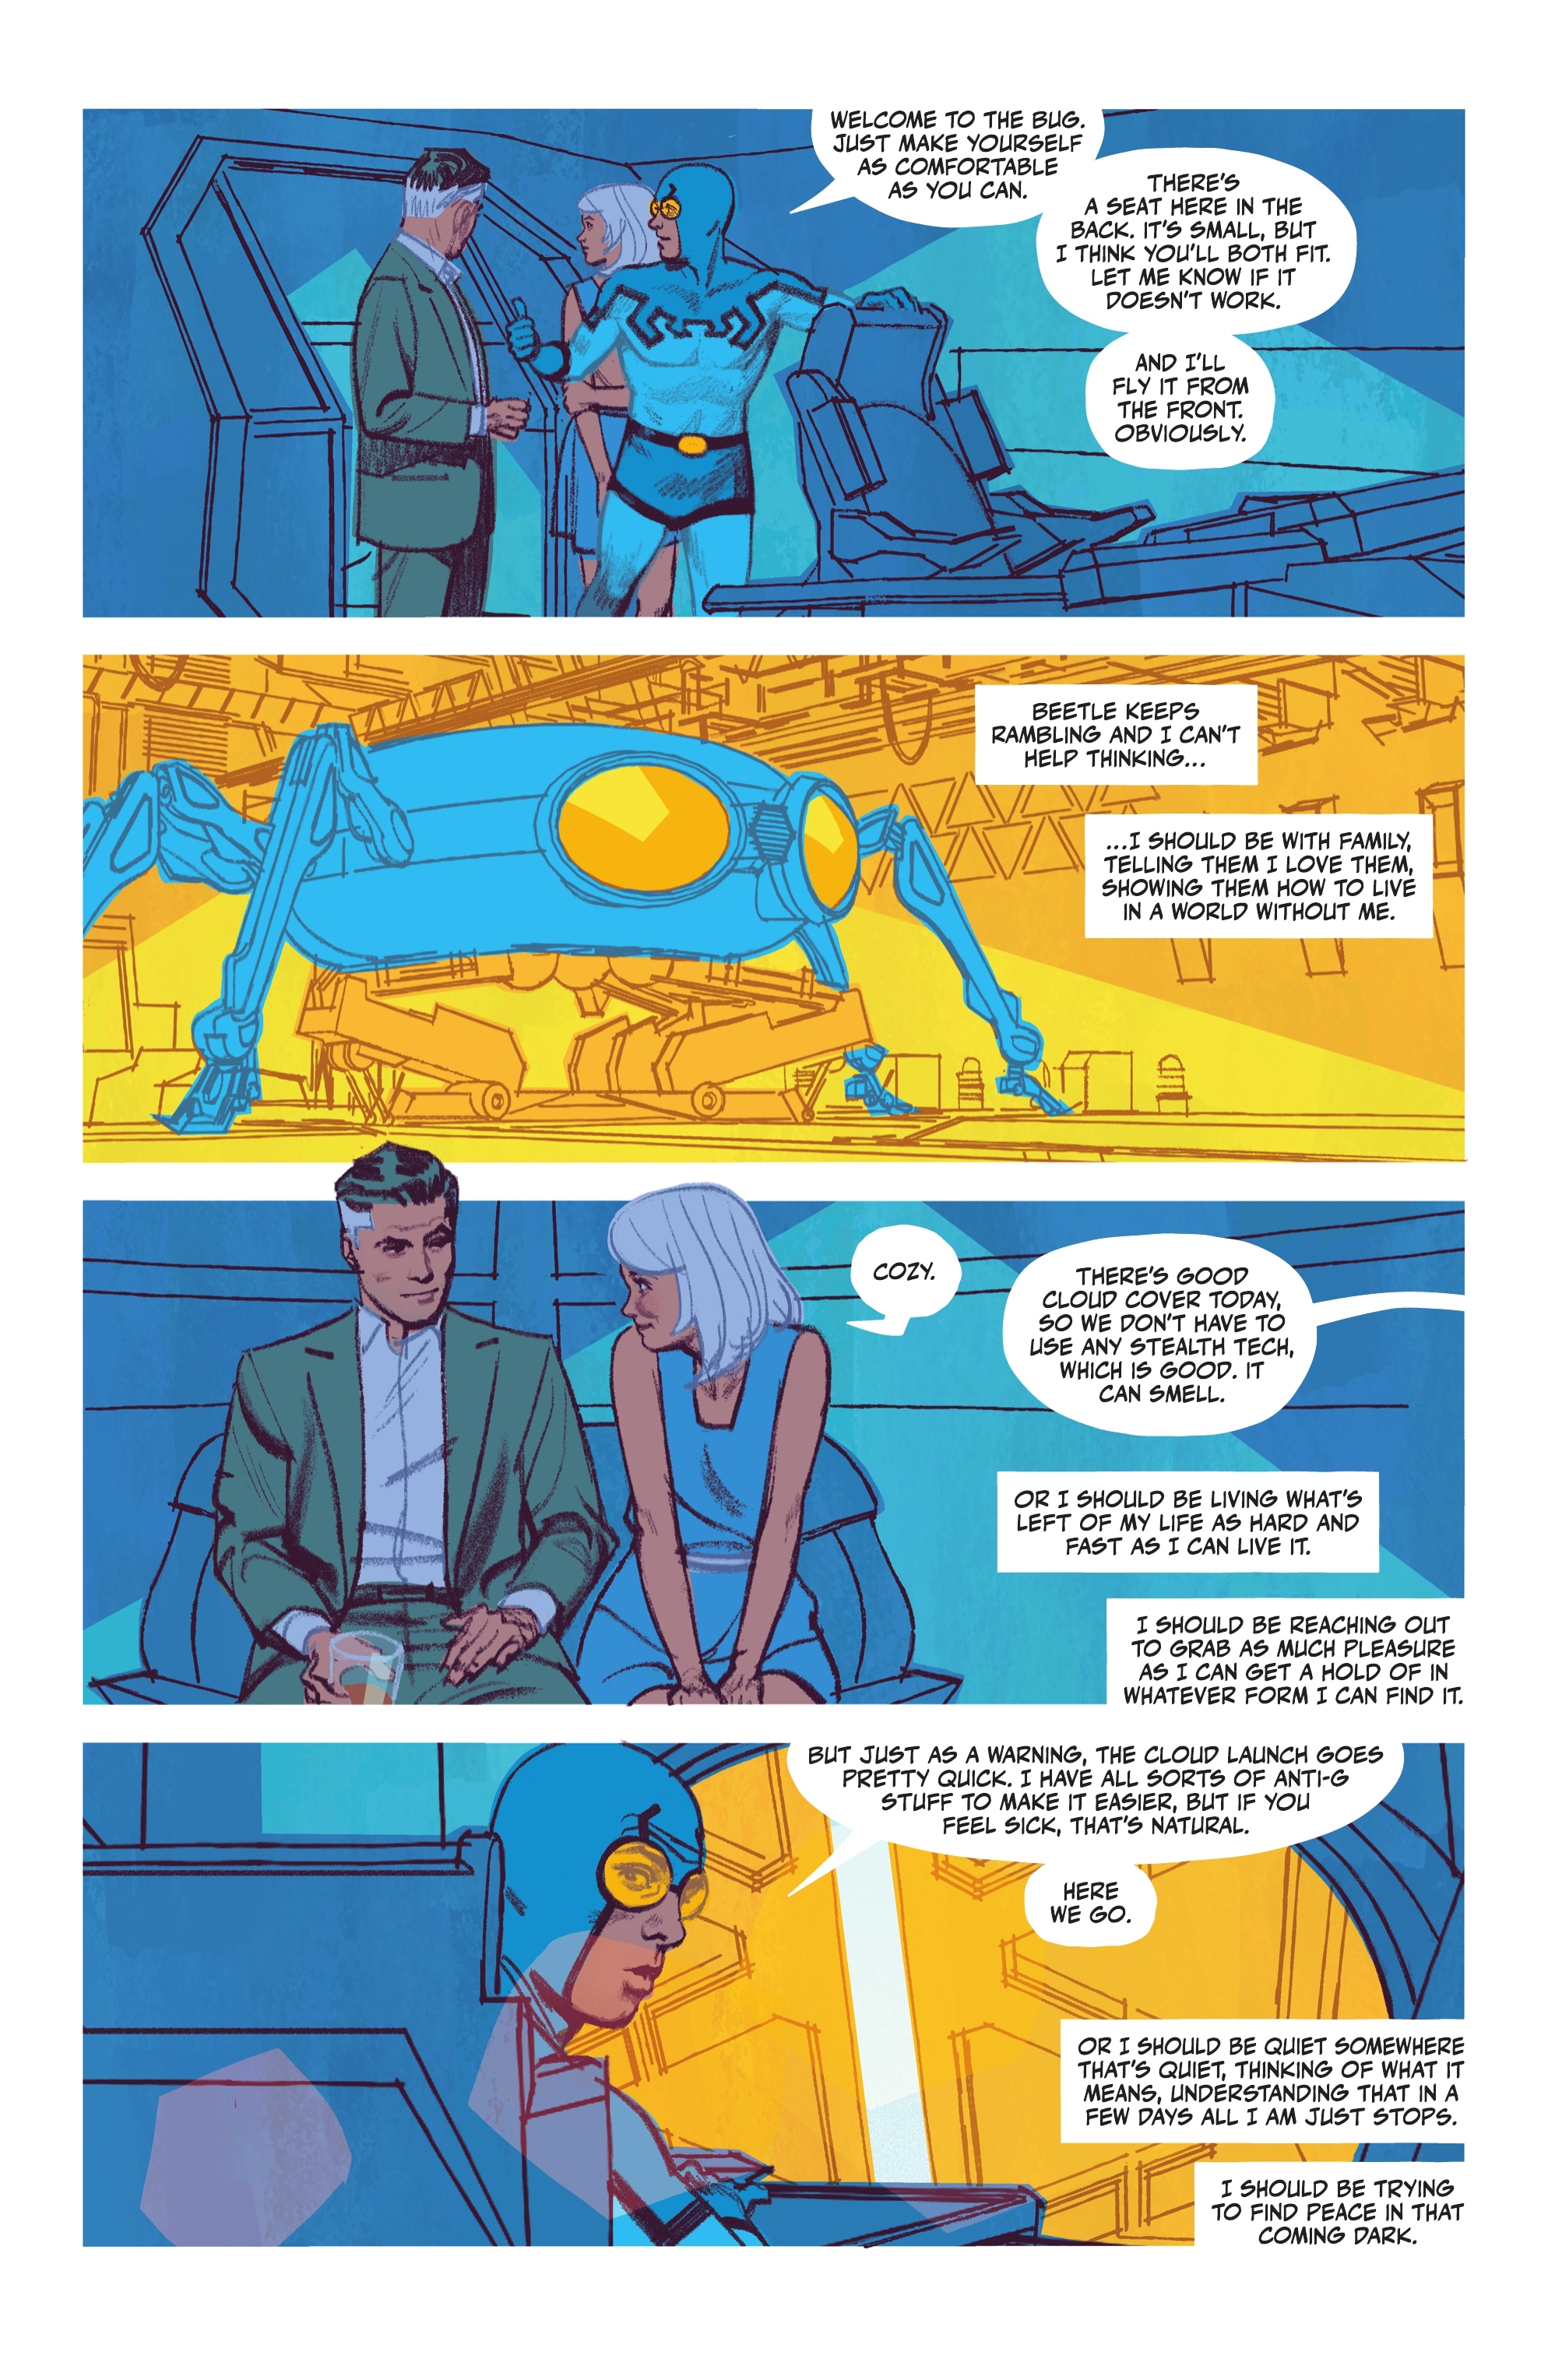 WELCOME TO THE BUG.
JUST MAKE YOURSELF
AS COMFORTABLE
AS YOU CAN.
THERE'S
A SEAT HERE IN THE
BACK. IT'S SMALL, BUT
I THINK YOU'LL BOTH FIT.
LET ME KNOW IF IT
DOESN'T WORK.
AND I'LL
FLY IT FROM
THE FRONT.
OBVIOUSLY.
BEETLE KEEPS
RAMBLING AND I CAN'T
HELP THINKING...
...I SHOULD BE WITH FAMILY,
TELLING THEM I LOVE THEM,
SHOWING THEM HOW TO LIVE
IN A WORLD WITHOUT ME.
COZY.
THERE'S GOOD
CLOUD COVER TODAY,
SO WE DON'T HAVE TO
USE ANY STEALTH TECH,
WHICH IS GOOD. IT
CAN SMELL.
OR I SHOULD BE LIVING WHAT'S
LEFT OF MY LIFE AS HARD AND
FAST AS I CAN LIVE IT.
I SHOULD BE REACHING OUT
TO GRAB AS MUCH PLEASURE
AS I CAN GET A HOLD OF IN
WHATEVER FORM I CAN FIND IT.
BUT JUST AS A WARNING, THE CLOUD LAUNCH GOES
PRETTY QUICK. I HAVE ALL SORTS OF ANTI-G
STUFF TO MAKE IT EASIER, BUT IF YOU
FEEL SICK, THAT'S NATURAL.
HERE
WE GO.
OR I SHOULD BE QUIET SOMEWHERE
THAT'S QUIET, THINKING OF WHAT IT
MEANS, UNDERSTANDING THAT IN A
FEW DAYS ALL I AM JUST STOPS.
I SHOULD BE TRYING
TO FIND PEACE IN THAT
COMING DARK.